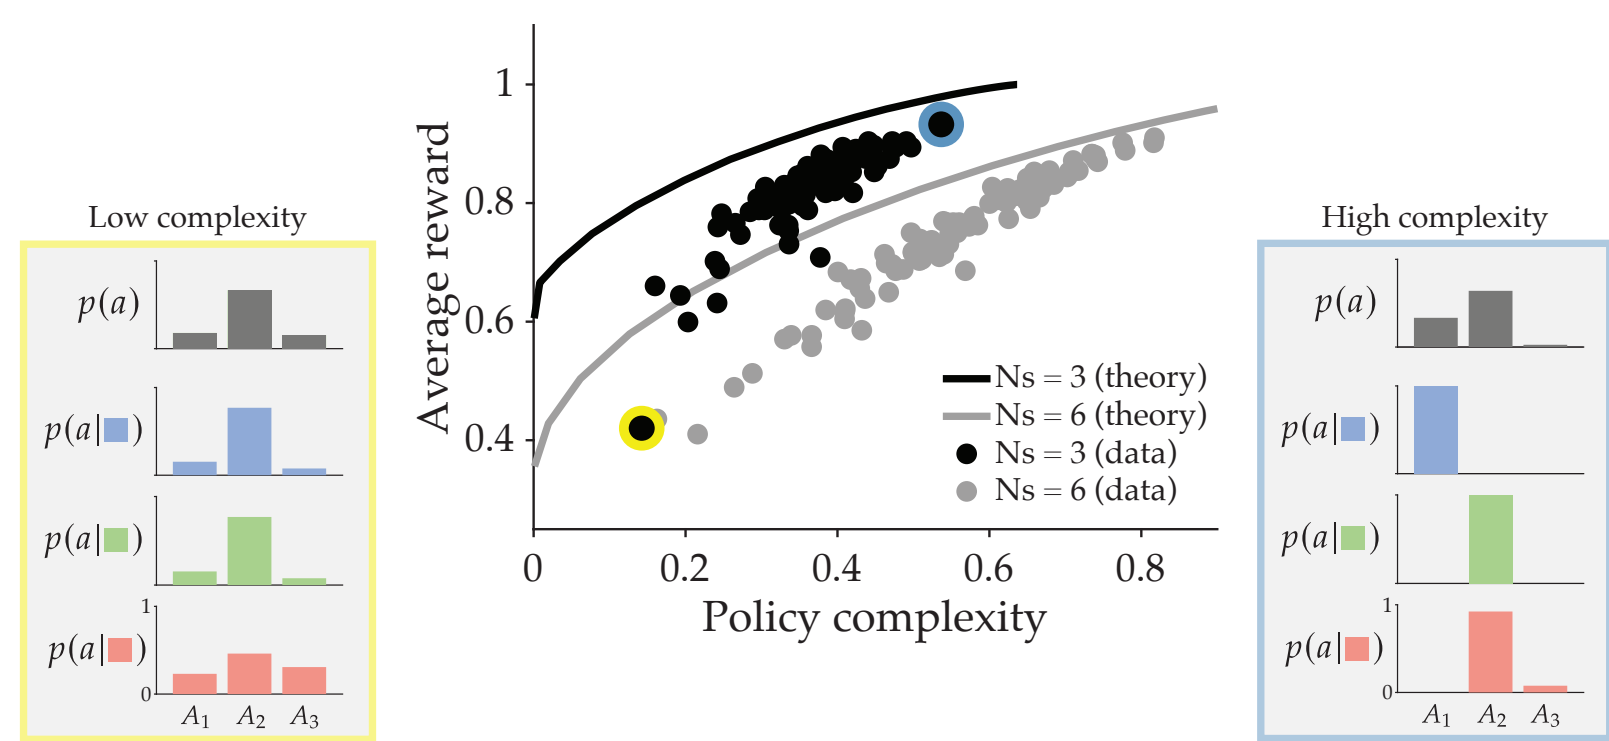 Low complexity
p(a)
p(a| )
p(a| )
1
p(a| )
0
A1 A2 A3
Average reward
1
0.8
0.6
0.4
0 0.2 0.4 0.6 0.8
Policy complexity
Ns = 3 (theory)
Ns = 6 (theory)
Ns = 3 (data)
Ns = 6 (data)
High complexity
p(a)
p(a| )
p(a| )
1
p(a| )
0
A1 A2 A3